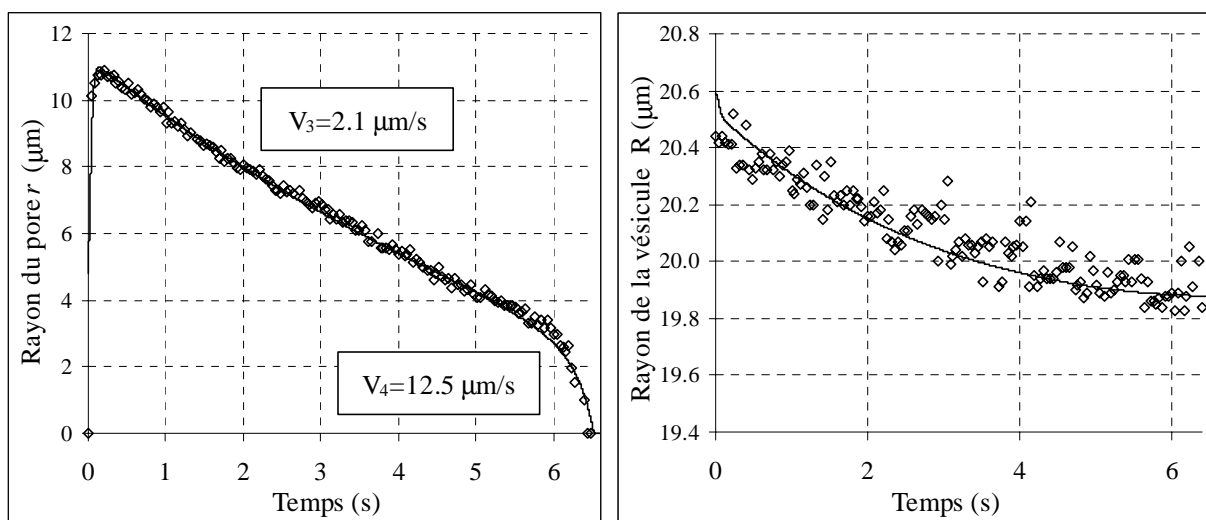 12
10
8
6
4
2
0
Rayon du pore r (µm)
V3=2.1 µm/s
V4=12.5 µm/s
0 1 2 3 4 5 6
Temps (s)
20.8
20.6
20.4
20.2
20.0
19.8
19.6
19.4
Rayon de la vésicule R (µm)
0 2 4 6
Temps (s)